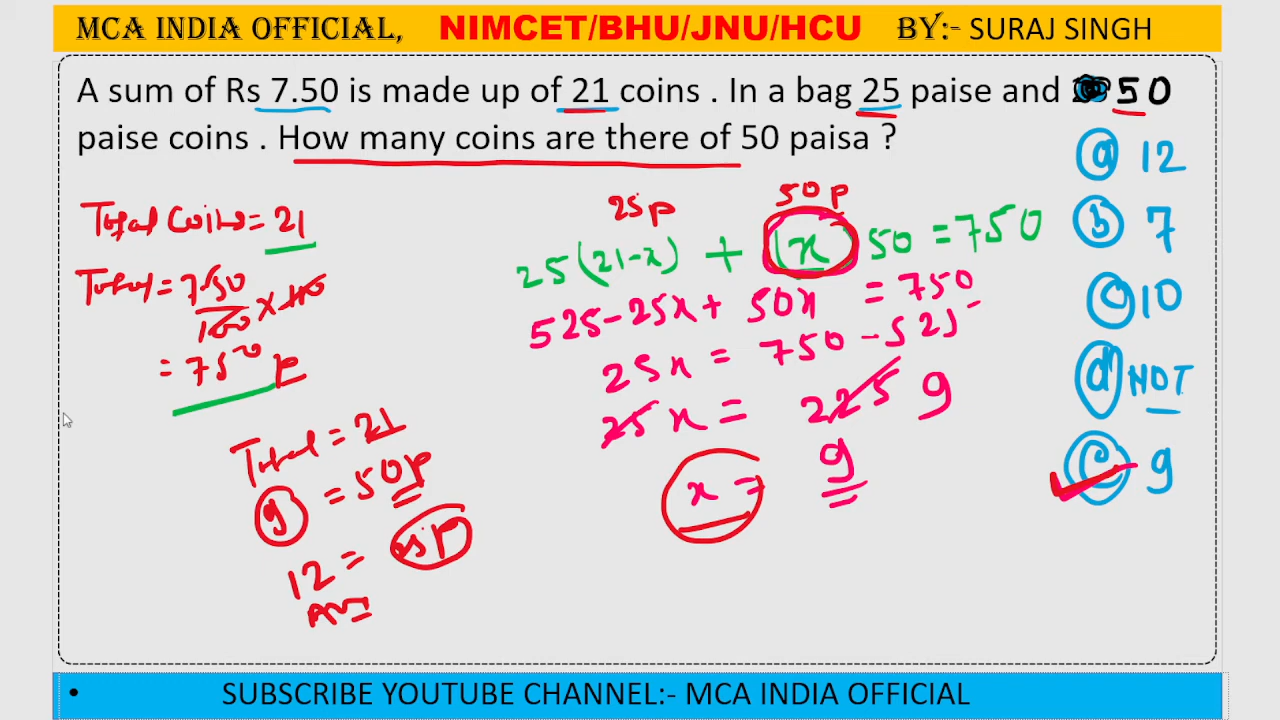 MCA INDIA OFFICIAL, NIMCET/BHU/JNU/HCU BY:- SURAJ SINGH
A sum of Rs 7.50 is made up of 21 coins . In a bag 25 paise and 50
paise coins . How many coins are there of 50 paisa ?
(a) 12
(b) 7
(c) 10
(d) NOT
(e) 9
Total Coins = 21
Total = 7.50
100 × 100
= 750 p
Total = 21
9 = 50p
12 = 25p
Ans
25p 50p
25(21-x) + (x) 50 = 750
525-25x + 50x = 750
25x = 750 - 525
25x = 225 9
x = 9
• SUBSCRIBE YOUTUBE CHANNEL:- MCA INDIA OFFICIAL